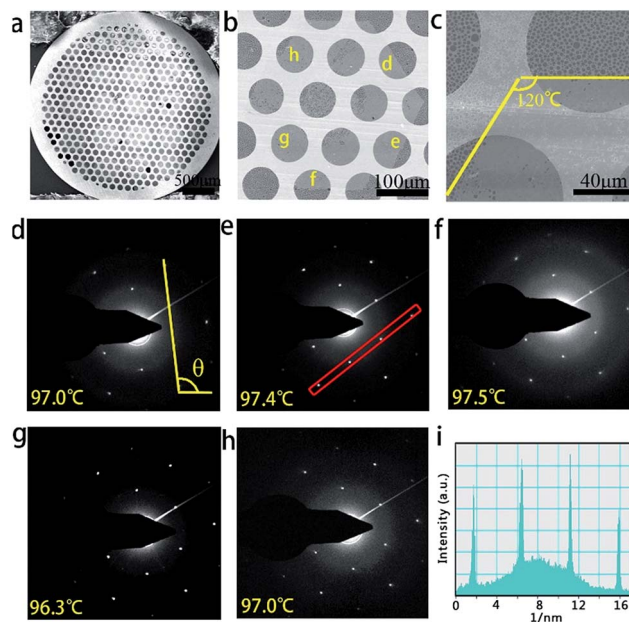 a
500μm
b
h
d
g
e
f
100μm
c
120℃
40μm
d
θ
97.0℃
e
97.4℃
f
97.5℃
g
96.3℃
h
97.0℃
i
Intensity (a.u.)
0 4 8 12 16
1/nm